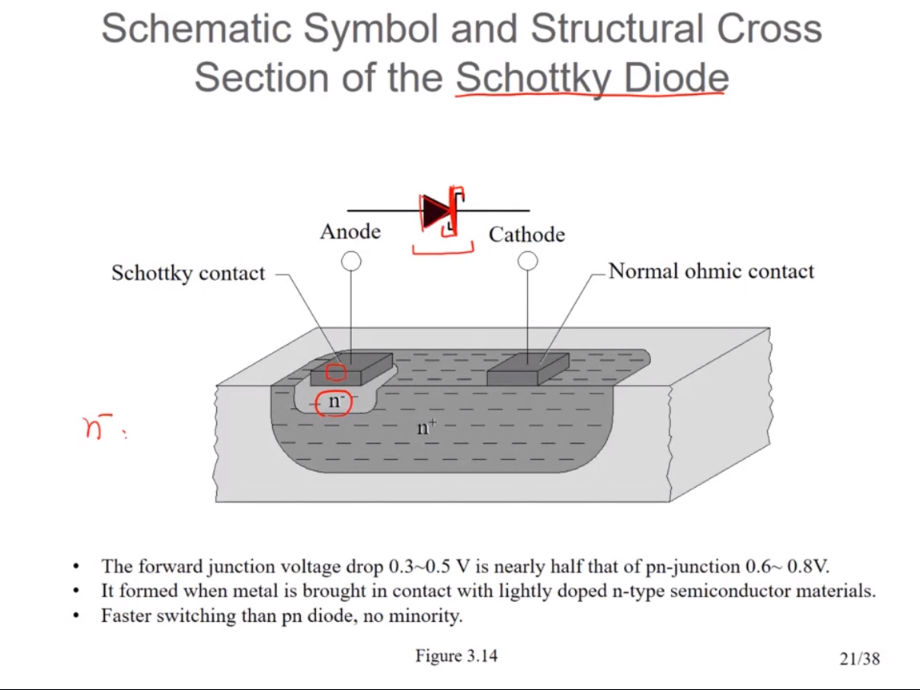 Schematic Symbol and Structural Cross
Section of the Schottky Diode
Anode
Cathode
Schottky contact
Normal ohmic contact
n⁻
n⁺
n⁻ :
• The forward junction voltage drop 0.3~0.5 V is nearly half that of pn-junction 0.6~ 0.8V.
• It formed when metal is brought in contact with lightly doped n-type semiconductor materials.
• Faster switching than pn diode, no minority.
Figure 3.14
21/38